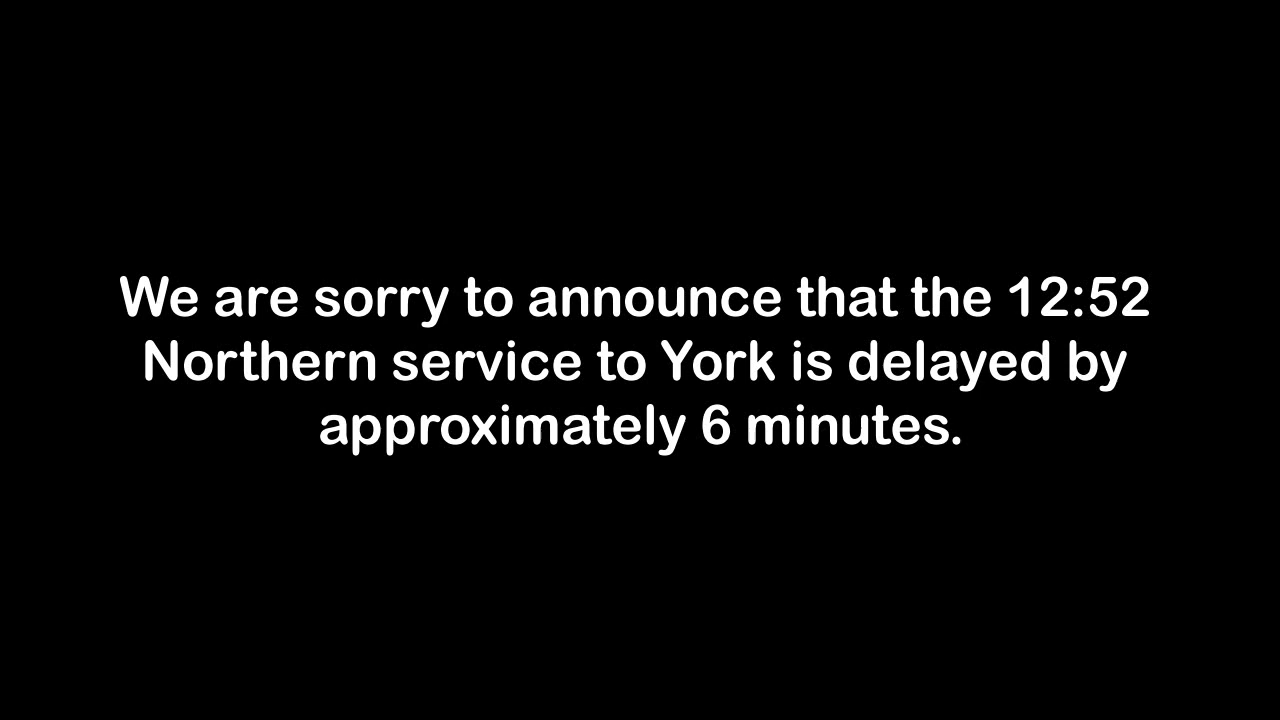 We are sorry to announce that the 12:52
Northern service to York is delayed by
approximately 6 minutes.